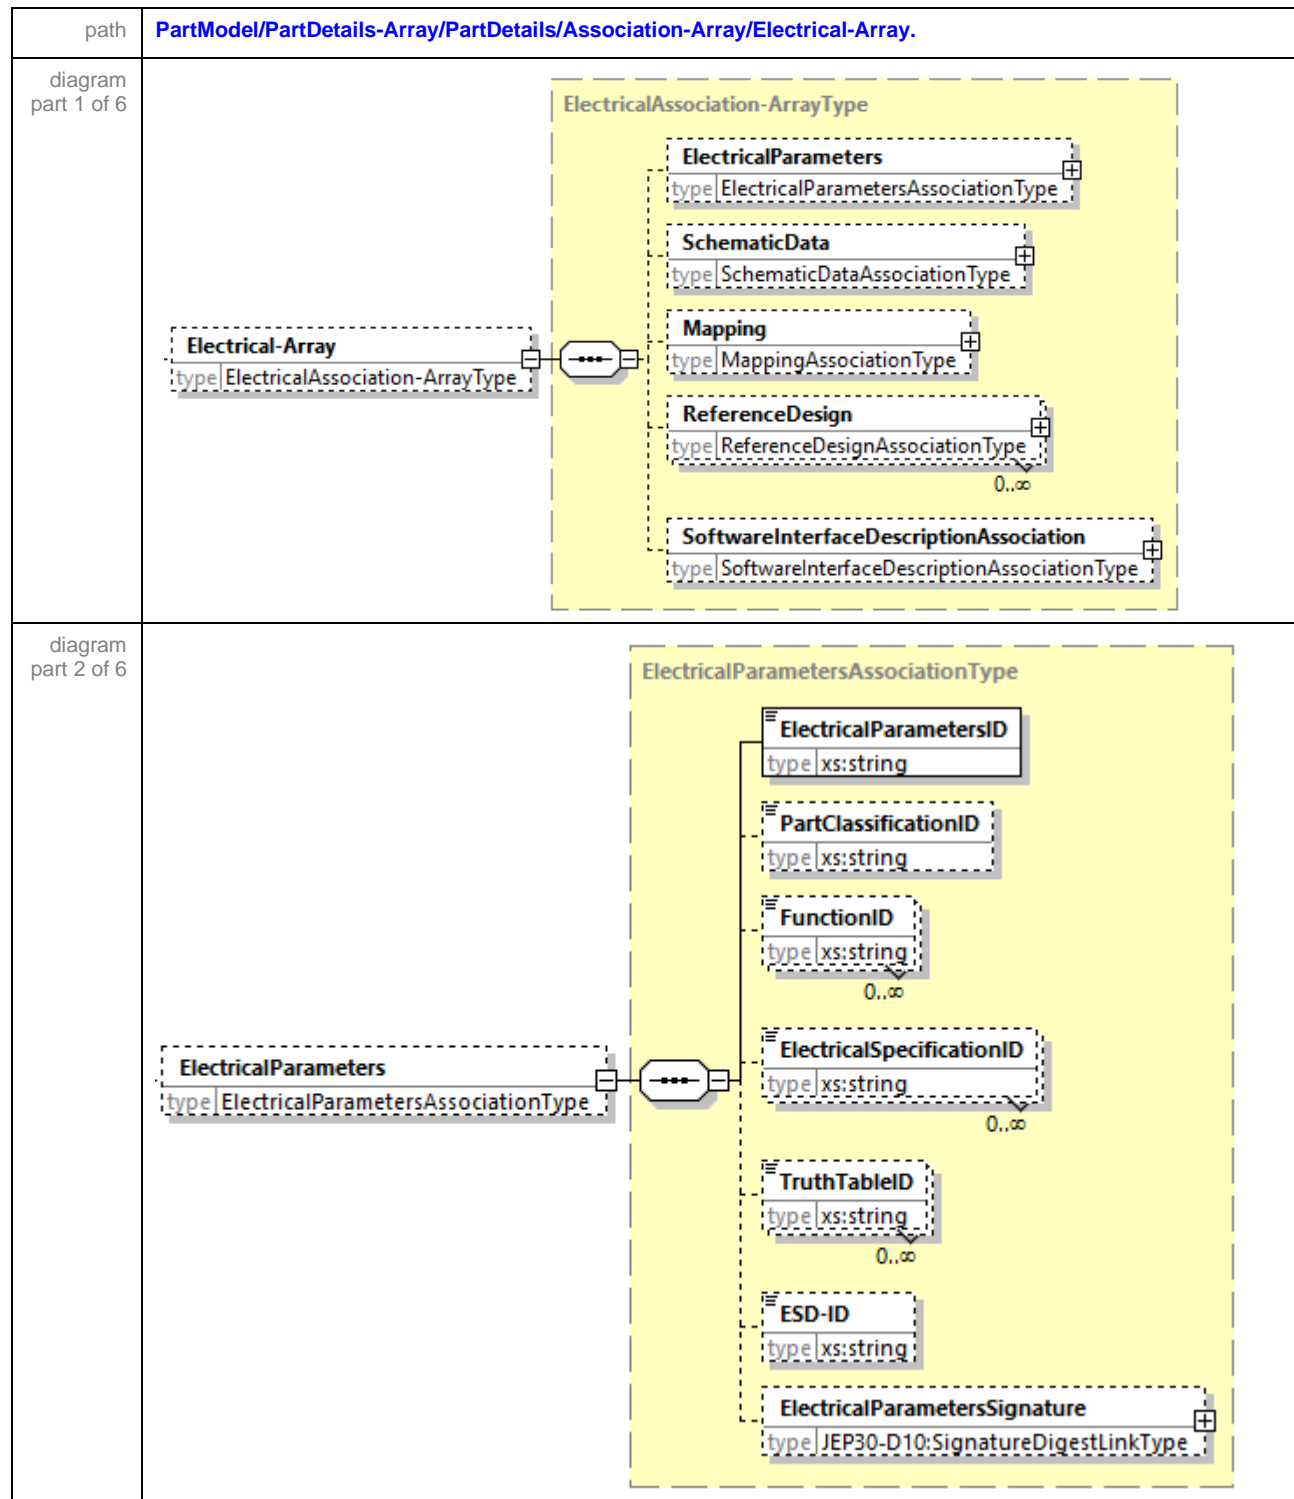 path
PartModel/PartDetails-Array/PartDetails/Association-Array/Electrical-Array.
diagram
part 1 of 6
ElectricalAssociation-ArrayType
ElectricalParameters
type ElectricalParametersAssociationType
SchematicData
type SchematicDataAssociationType
Mapping
type MappingAssociationType
Electrical-Array
type ElectricalAssociation-ArrayType
ReferenceDesign
type ReferenceDesignAssociationType
0..∞
SoftwareInterfaceDescriptionAssociation
type SoftwareInterfaceDescriptionAssociationType
diagram
part 2 of 6
ElectricalParametersAssociationType
ElectricalParametersID
type xs:string
PartClassificationID
type xs:string
FunctionID
type xs:string
0..∞
ElectricalParameters
type ElectricalParametersAssociationType
ElectricalSpecificationID
type xs:string
0..∞
TruthTableID
type xs:string
0..∞
ESD-ID
type xs:string
ElectricalParametersSignature
type JEP30-D10:SignatureDigestLinkType